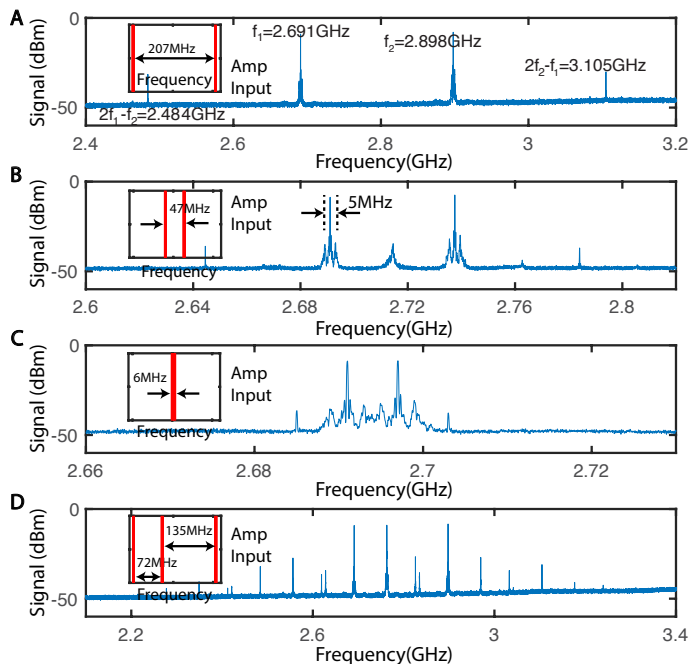 A
0
-50
Signal (dBm)
207MHz
Frequency
Amp
Input
f1=2.691GHz
f2=2.898GHz
2f1-f2=2.484GHz
2f2-f1=3.105GHz
2.4 2.6 2.8 3 3.2
Frequency(GHz)
B
0
-50
Signal (dBm)
47MHz
Frequency
Amp
Input
5MHz
2.6 2.64 2.68 2.72 2.76 2.8
Frequency(GHz)
C
0
-50
Signal (dBm)
6MHz
Frequency
Amp
Input
2.66 2.68 2.7 2.72
Frequency(GHz)
D
0
-50
Signal (dBm)
135MHz
72MHz
Frequency
Amp
Input
2.2 2.6 3 3.4
Frequency(GHz)